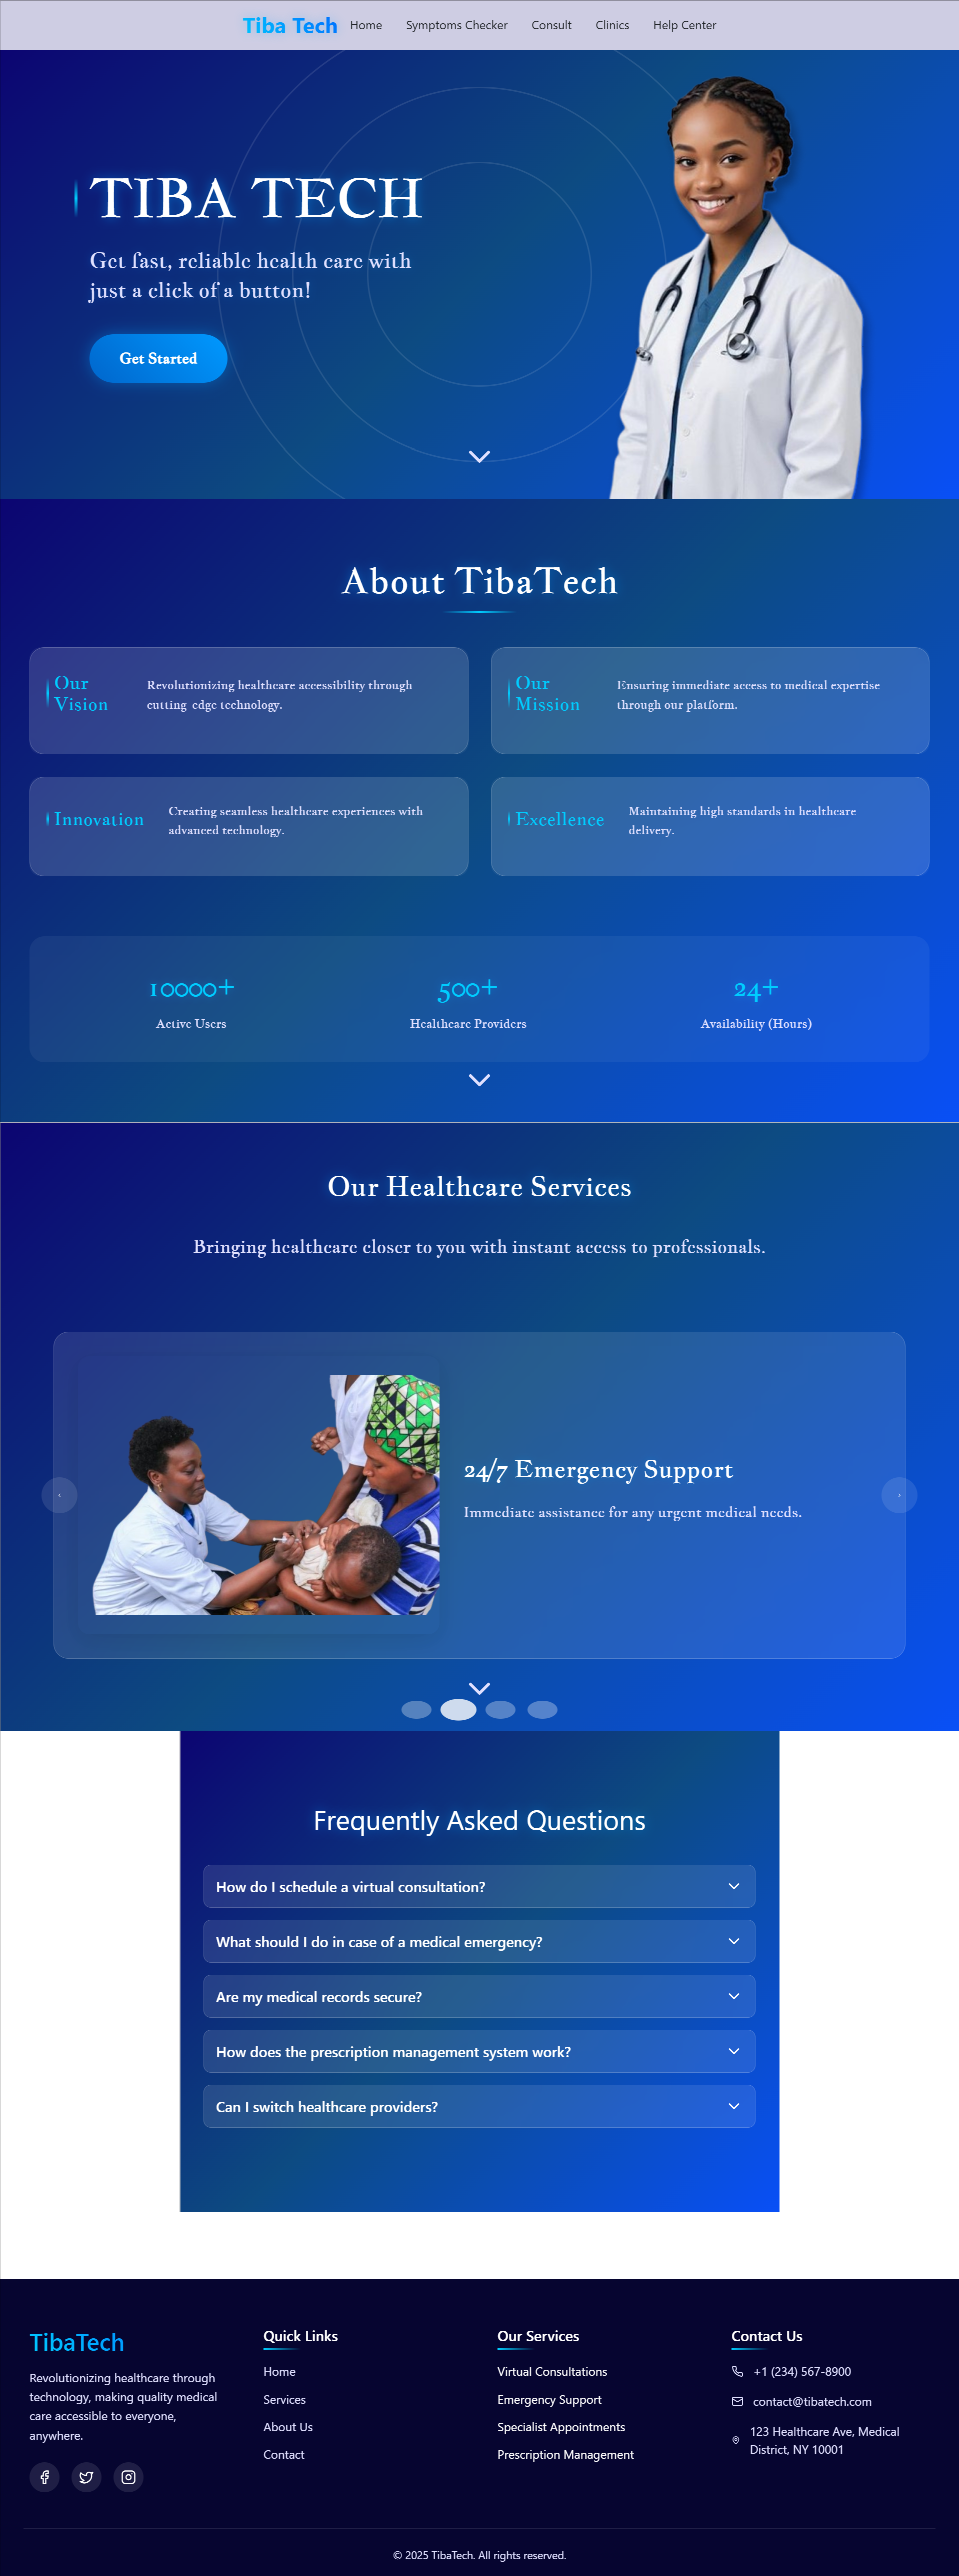 Tiba Tech Home Symptoms Checker Consult Clinics Help Center
TIBA TECH
Get fast, reliable health care with
just a click of a button!
Get Started
About TibaTech
Our
Vision
Revolutionizing healthcare accessibility through
cutting-edge technology.
Our
Mission
Ensuring immediate access to medical expertise
through our platform.
Innovation
Creating seamless healthcare experiences with
advanced technology.
Excellence
Maintaining high standards in healthcare
delivery.
10000+
Active Users
500+
Healthcare Providers
24+
Availability (Hours)
Our Healthcare Services
Bringing healthcare closer to you with instant access to professionals.
24/7 Emergency Support
Immediate assistance for any urgent medical needs.
Frequently Asked Questions
How do I schedule a virtual consultation?
What should I do in case of a medical emergency?
Are my medical records secure?
How does the prescription management system work?
Can I switch healthcare providers?
TibaTech
Revolutionizing healthcare through
technology, making quality medical
care accessible to everyone,
anywhere.
Quick Links
Home
Services
About Us
Contact
Our Services
Virtual Consultations
Emergency Support
Specialist Appointments
Prescription Management
Contact Us
+1 (234) 567-8900
contact@tibatech.com
123 Healthcare Ave, Medical
District, NY 10001
© 2025 TibaTech. All rights reserved.